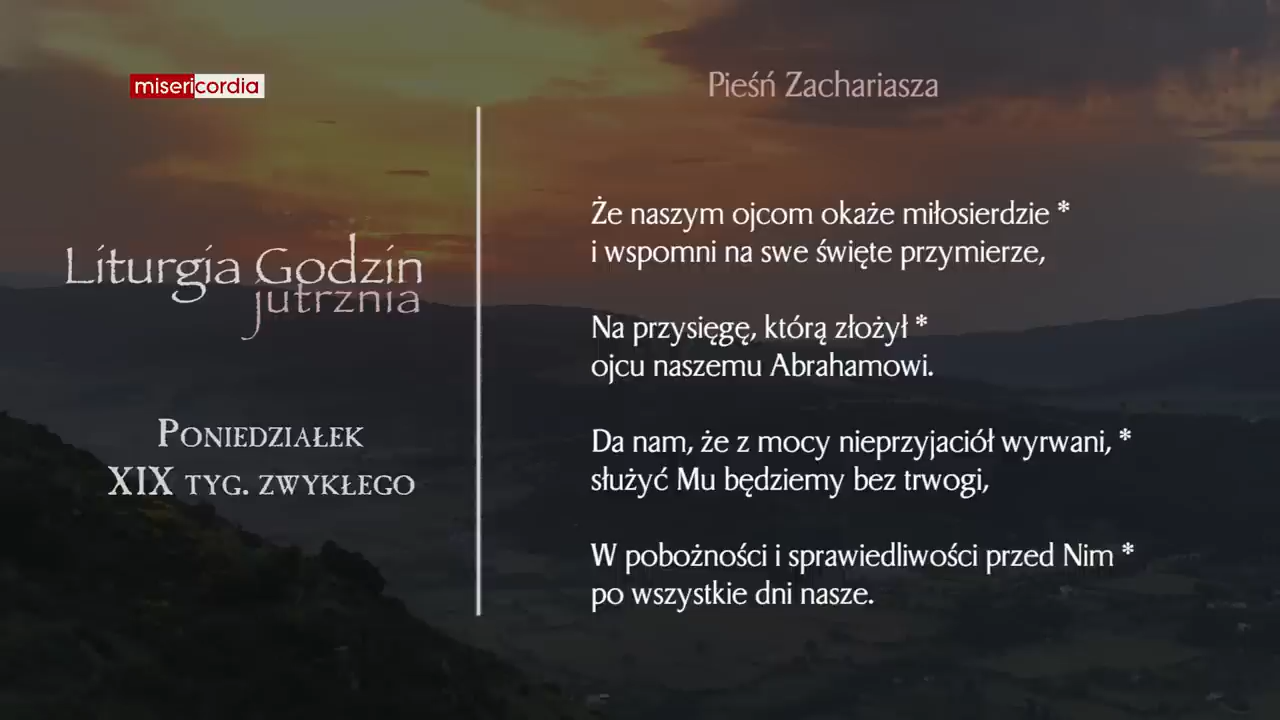 misericordia
Liturgia Godzin
jutrznia
Poniedziałek
XIX tyg. zwykłego
Pieśń Zachariasza
Że naszym ojcom okaże miłosierdzie *
i wspomni na swe święte przymierze,
Na przysięgę, którą złożył *
ojcu naszemu Abrahamowi.
Da nam, że z mocy nieprzyjaciół wyrwani, *
służyć Mu będziemy bez trwogi,
W pobożności i sprawiedliwości przed Nim *
po wszystkie dni nasze.